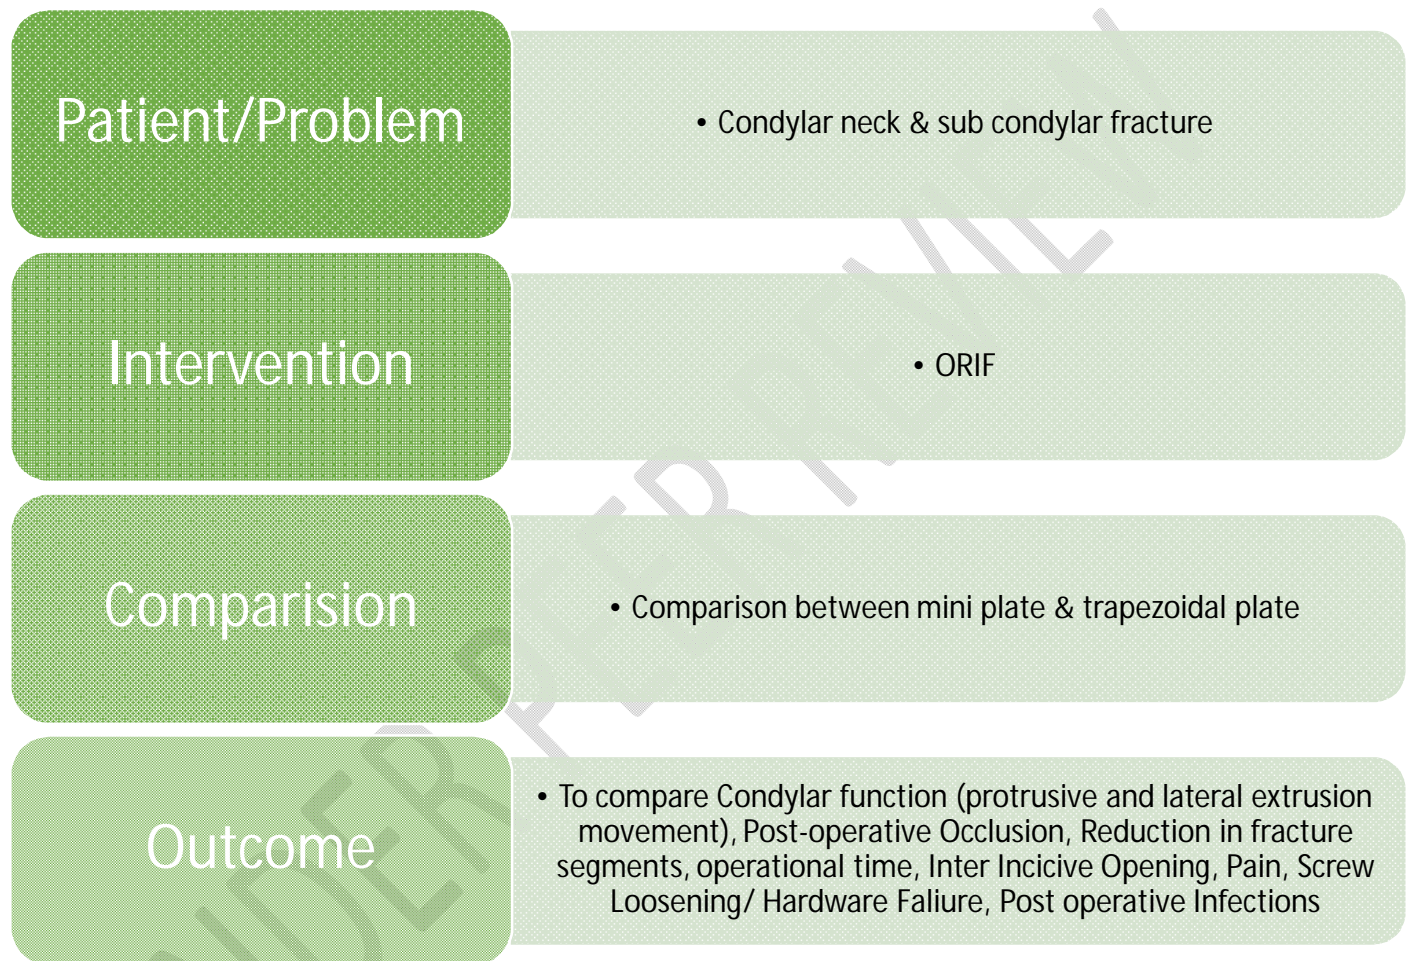 Patient/Problem
• Condylar neck & sub condylar fracture
Intervention
• ORIF
Comparision
• Comparison between mini plate & trapezoidal plate
Outcome
• To compare Condylar function (protrusive and lateral extrusion
movement), Post-operative Occlusion, Reduction in fracture
segments, operational time, Inter Incicive Opening, Pain, Screw
Loosening/ Hardware Faliure, Post operative Infections
PEER REVIEW